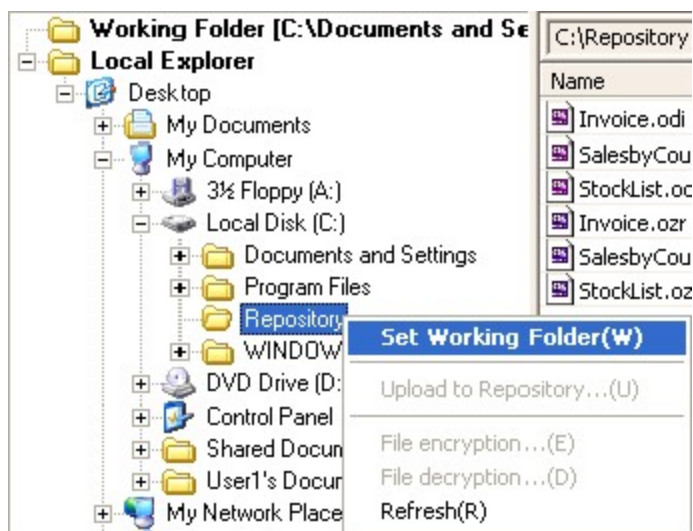 Working Folder [C:\Documents and Se
Local Explorer
Desktop
My Documents
My Computer
3½ Floppy (A:)
Local Disk (C:)
Documents and Settings
Program Files
Repository
WINDOW
DVD Drive (D:
Control Panel
Shared Docum
User1's Docum
My Network Place
C:\Repository
Name
Invoice.odi
SalesbyCou
StockList.oc
Invoice.ozr
SalesbyCou
StockList.oz
Set Working Folder(W)
Upload to Repository...(U)
File encryption...(E)
File decryption...(D)
Refresh(R)